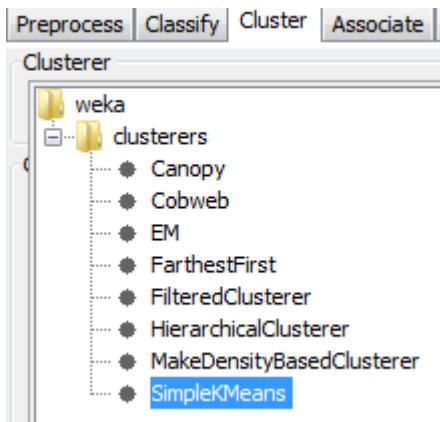 Preprocess Classify Cluster Associate
Clusterer
weka
clusterers
Canopy
Cobweb
EM
FarthestFirst
FilteredClusterer
HierarchicalClusterer
MakeDensityBasedClusterer
SimpleKMeans